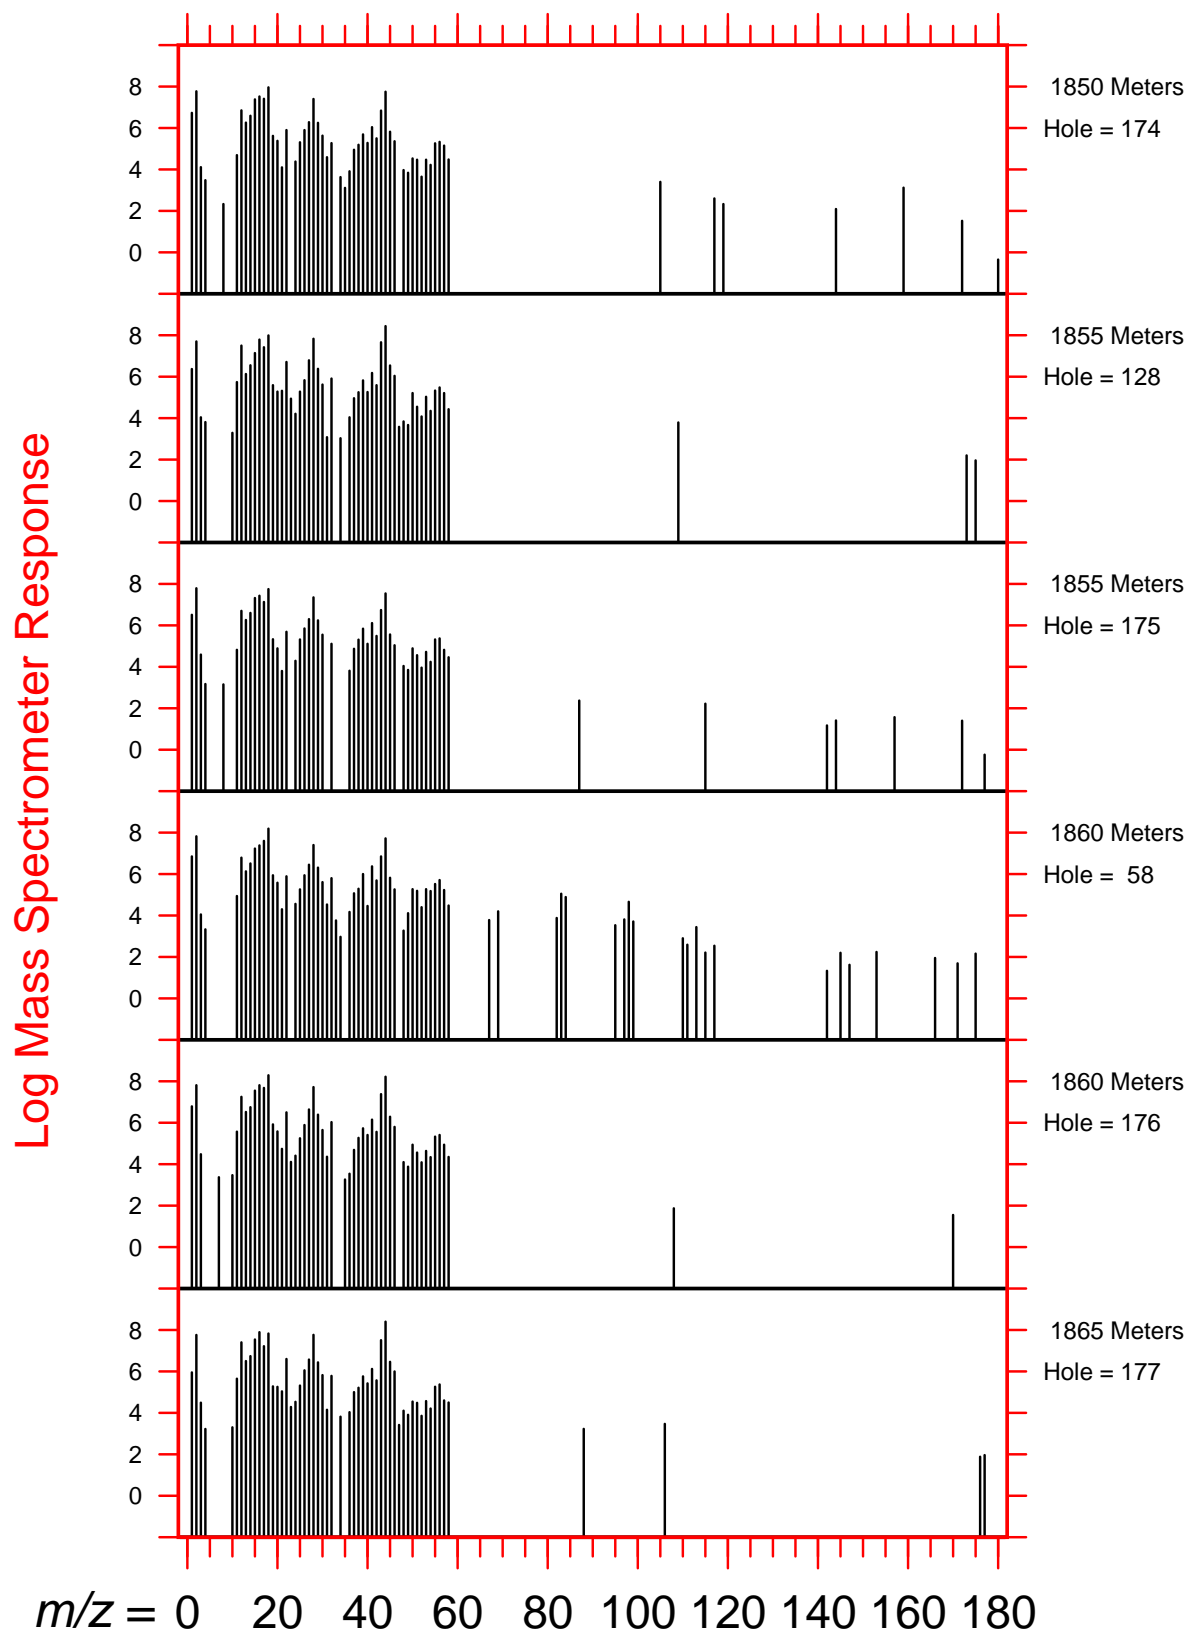 8
6
4
2
0
1850 Meters
Hole = 174
8
6
4
2
0
1855 Meters
Hole = 128
8
6
4
2
0
1855 Meters
Hole = 175
8
6
4
2
0
1860 Meters
Hole = 58
8
6
4
2
0
1860 Meters
Hole = 176
8
6
4
2
0
1865 Meters
Hole = 177
Log Mass Spectrometer Response
m/z = 0 20 40 60 80 100 120 140 160 180